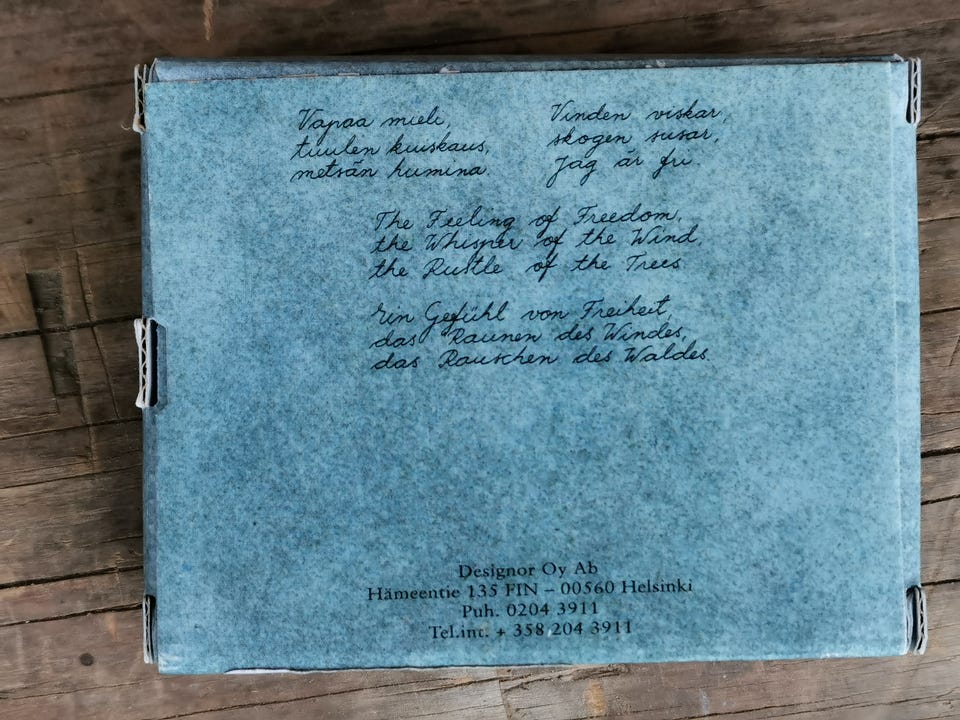 Vapaa mieli,
tuulen kuiskaus,
metsän humina.
Vinden viskar,
skogen susar,
Jag är fri.
The Feeling of Freedom,
the Whisper of the Wind,
the Rustle of the Trees
Ein Gefühl von Freiheit,
das Raunen des Windes,
das Rauschen des Waldes.
Designor Oy Ab
Hämeentie 135 FIN – 00560 Helsinki
Puh. 0204 3911
Tel.int. + 358 204 3911